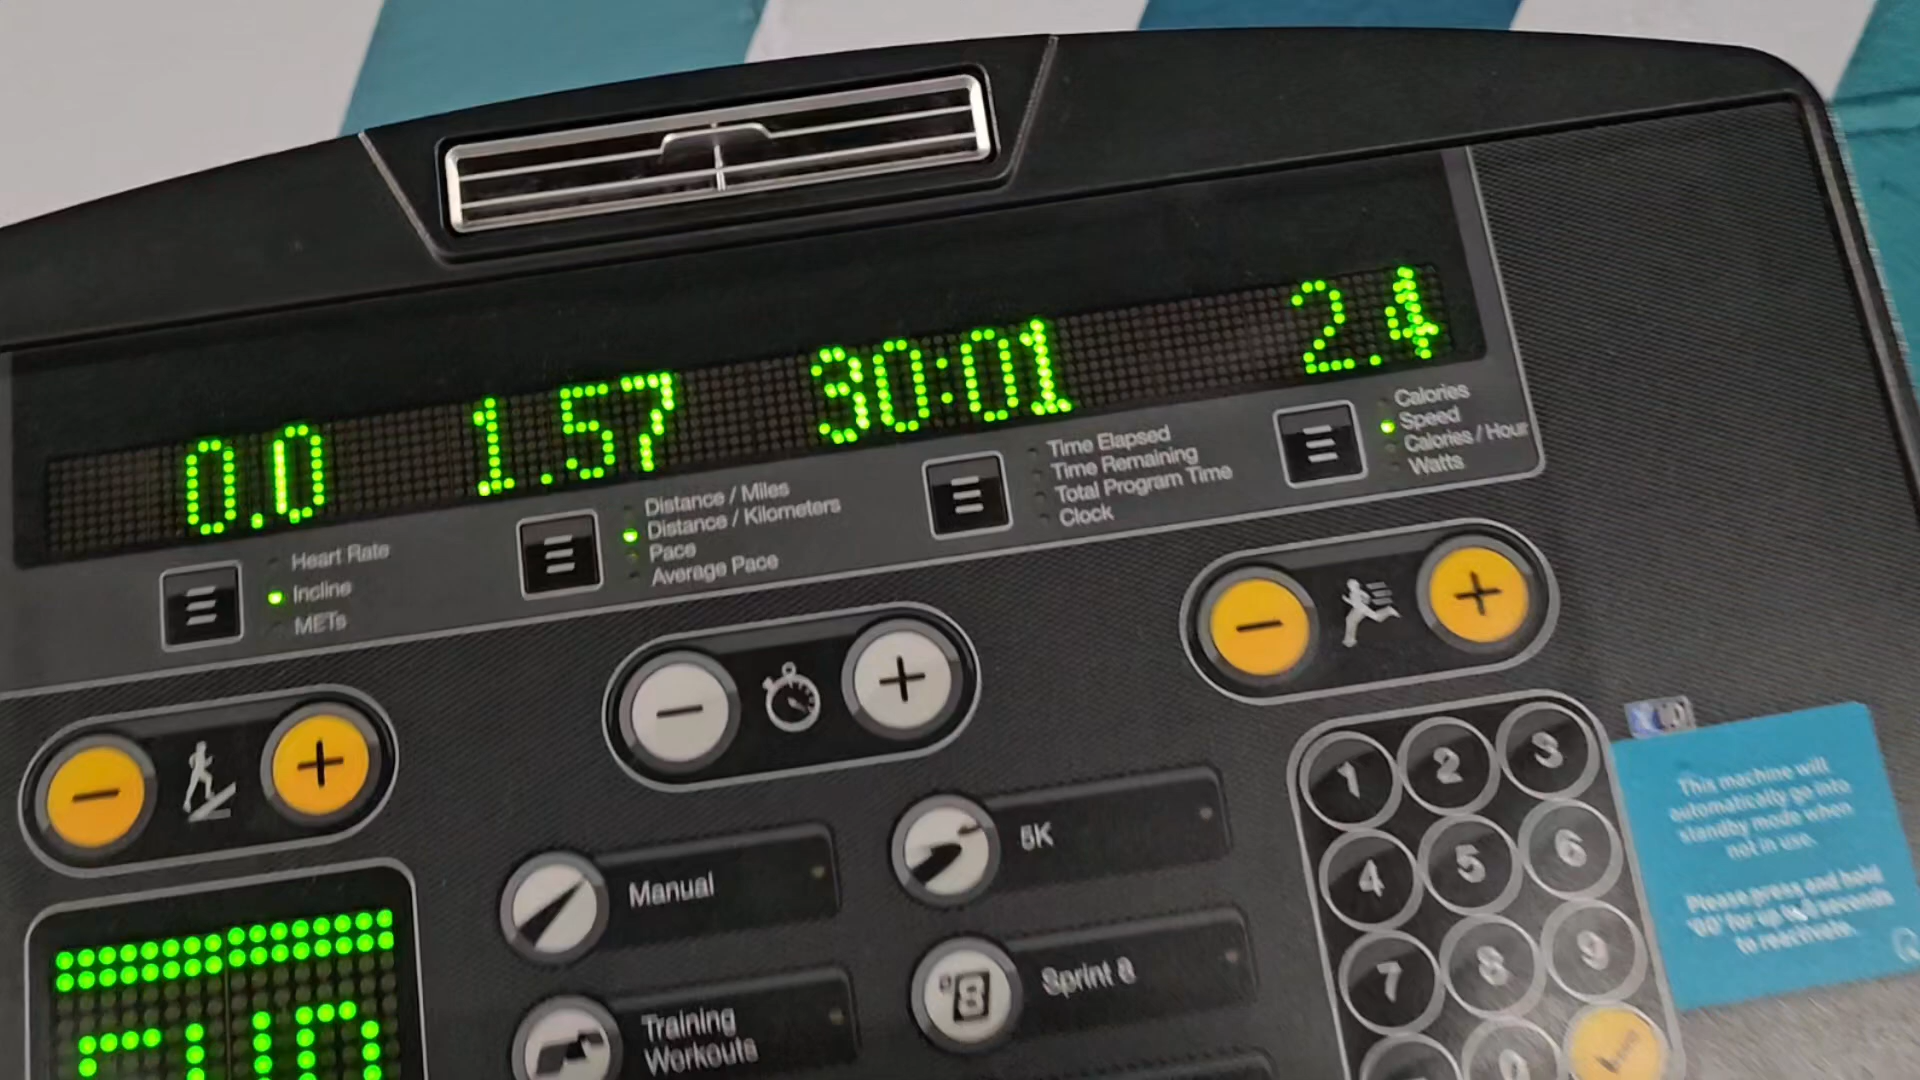 0.0
1.57
30:01
2.4
Heart Rate
Incline
METs
Distance / Miles
Distance / Kilometers
Pace
Average Pace
Time Elapsed
Time Remaining
Total Program Time
Clock
Calories
Speed
Calories / Hour
Watts
Manual
5K
Training
Workouts
Sprint 8
1 2 3
4 5 6
7 8 9
This machine will
automatically go into
standby mode when
not in use.
Please press and hold
'GO' for up to 5 seconds
to reactivate.